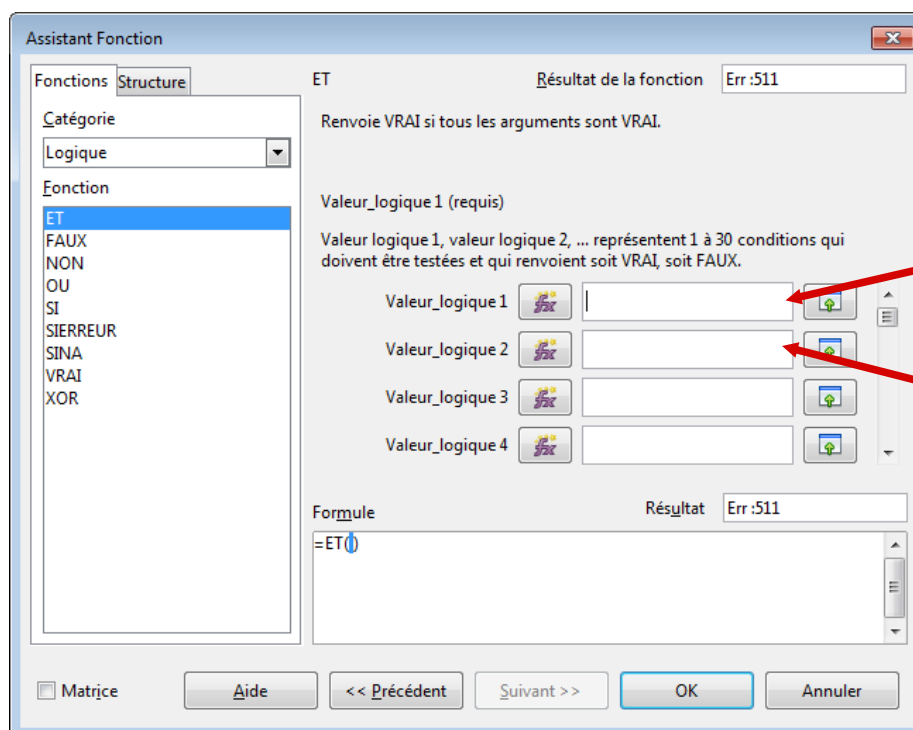 Assistant Fonction
Fonctions Structure
ET
Résultat de la fonction
Err :511
Catégorie
Logique
Fonction
ET
FAUX
NON
OU
SI
SIERREUR
SINA
VRAI
XOR
Renvoie VRAI si tous les arguments sont VRAI.
Valeur_logique 1 (requis)
Valeur logique 1, valeur logique 2, ... représentent 1 à 30 conditions qui
doivent être testées et qui renvoient soit VRAI, soit FAUX.
Valeur_logique 1
Valeur_logique 2
Valeur_logique 3
Valeur_logique 4
Formule
Résultat
Err :511
=ET()
Matrice
Aide
<< Précédent
Suivant >>
OK
Annuler